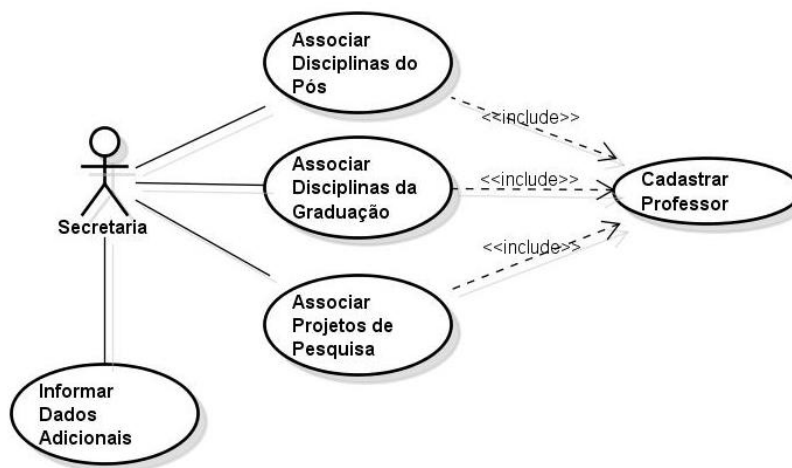 Associar
Disciplinas do
Pós
<<include>>
Associar
Disciplinas da
Graduação
<<include>>
Cadastrar
Professor
Secretaria
<<include>>
Associar
Projetos de
Pesquisa
Informar
Dados
Adicionais